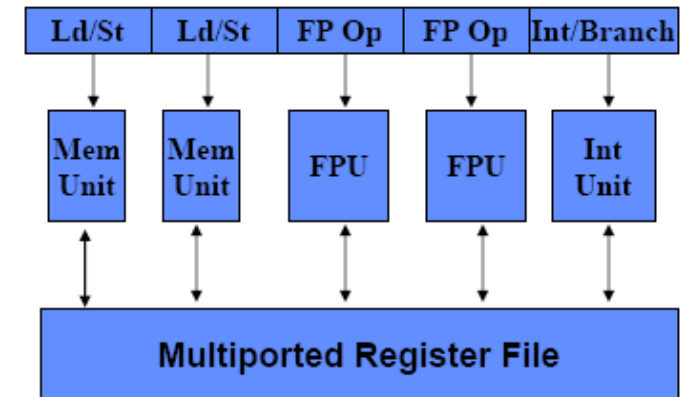 Ld/St Ld/St FP Op FP Op Int/Branch
Mem Unit
Mem Unit
FPU
FPU
Int Unit
Multiported Register File